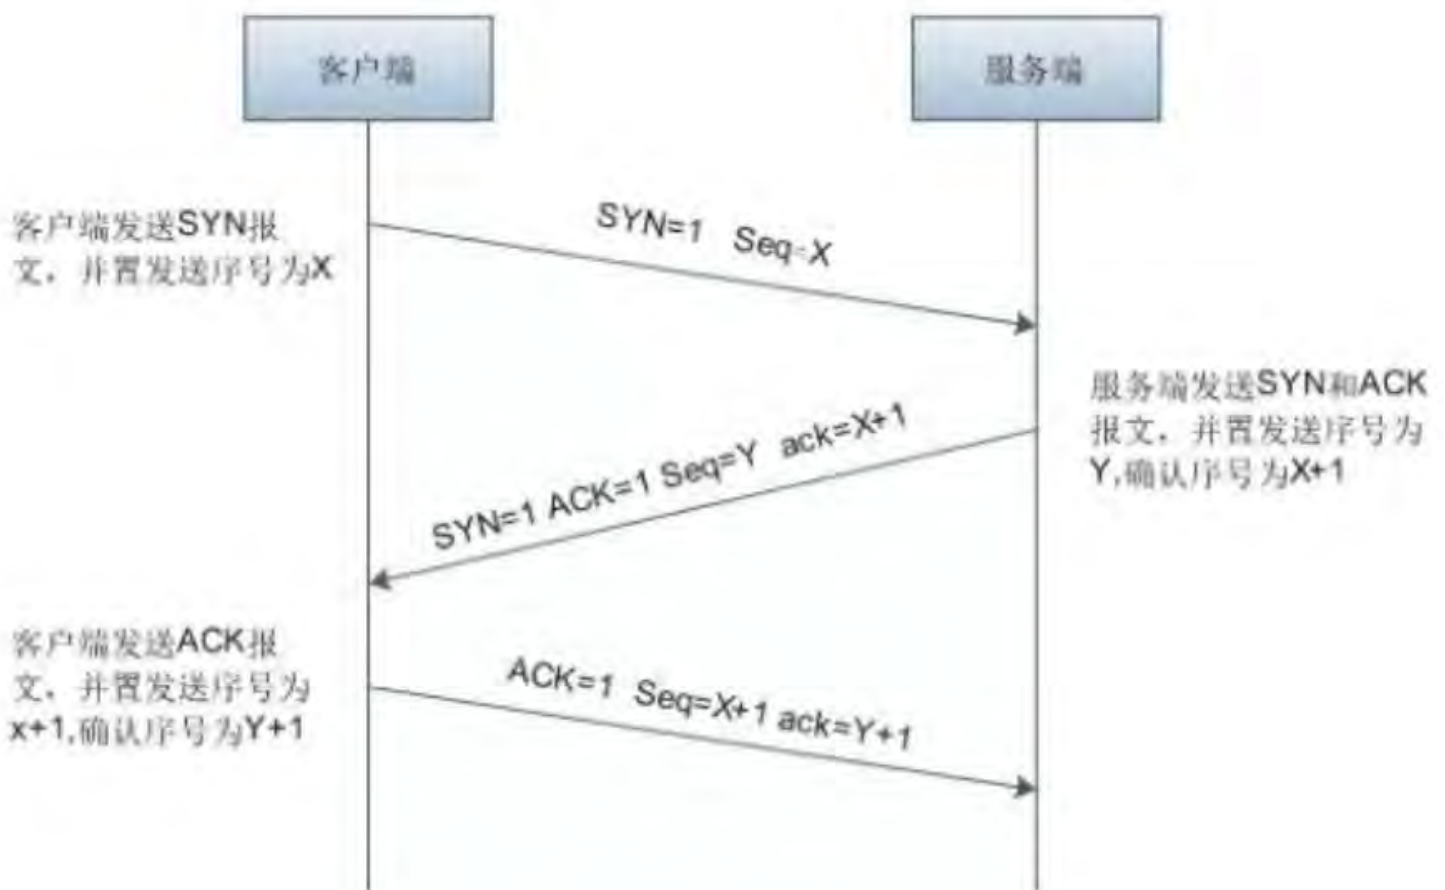 客户端
服务端
客户端发送SYN报
文，并置发送序号为X
SYN=1 Seq=X
服务端发送SYN和ACK
报文，并置发送序号为
Y,确认序号为X+1
SYN=1 ACK=1 Seq=Y ack=X+1
客户端发送ACK报
文，并置发送序号为
x+1,确认序号为Y+1
ACK=1 Seq=X+1 ack=Y+1